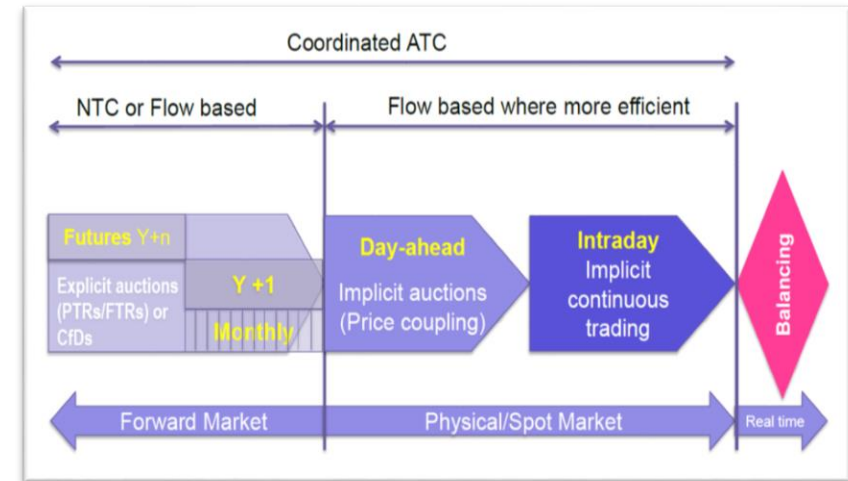 Coordinated ATC
NTC or Flow based
Flow based where more efficient
Futures Y+n
Explicit auctions
(PTRs/FTRs) or
CfDs
Y +1
Monthly
Day-ahead
Implicit auctions
(Price coupling)
Intraday
Implicit
continuous
trading
Balancing
Forward Market
Physical/Spot Market
Real time